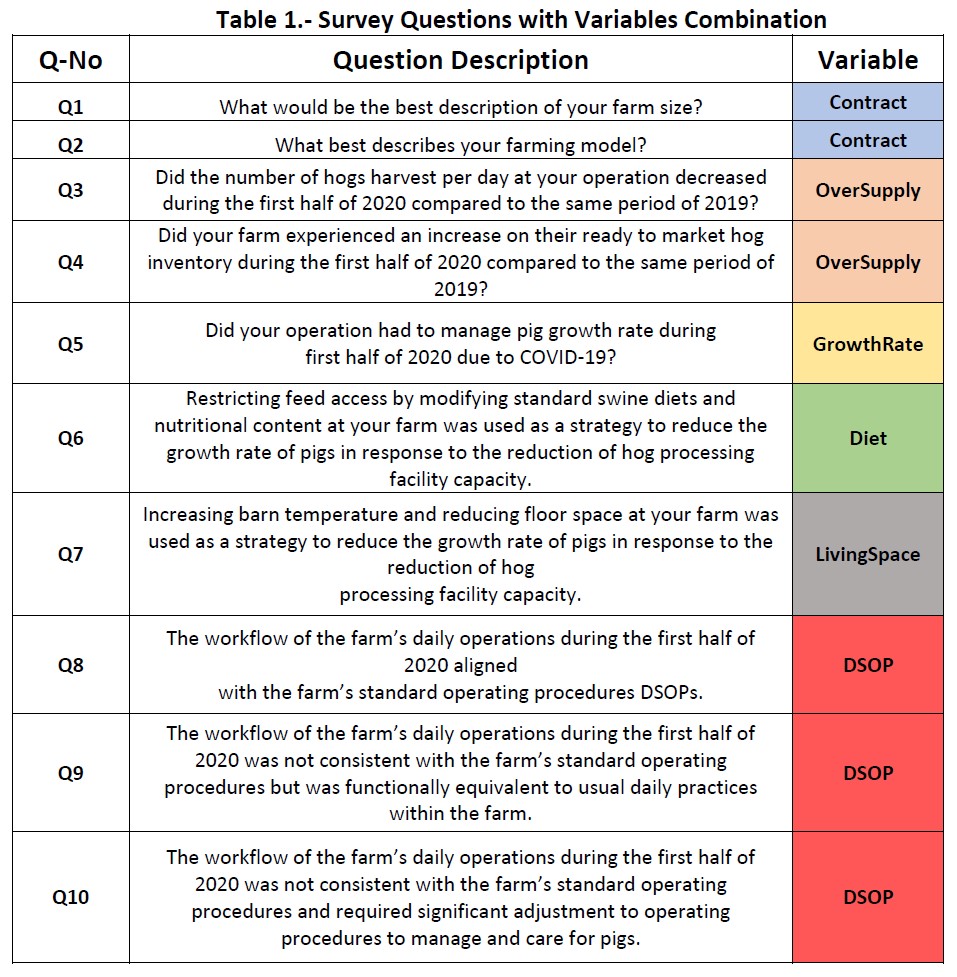 Table 1.- Survey Questions with Variables Combination
Q-No Question Description Variable
Q1 What would be the best description of your farm size? Contract
Q2 What best describes your farming model? Contract
Did the number of hogs harvest per day at your operation decreased
Q3 OverSupply
during the first half of 2020 compared to the same period of 2019?
Did your farm experienced an increase on their ready to market hog
Q4 inventory during the first half of 2020 compared to the same period of OverSupply
2019?
Did your operation had to manage pig growth rate during
Q5 GrowthRate
first half of 2020 due to COVID-19?
Restricting feed access by modifying standard swine diets and
nutritional content at your farm was used as a strategy to reduce the
Q6 Diet
growth rate of pigs in response to the reduction of hog processing
facility capacity.
Increasing barn temperature and reducing floor space at your farm was
used as a strategy to reduce the growth rate of pigs in response to the
Q7 LivingSpace
reduction of hog
processing facility capacity.
The workflow of the farm’s daily operations during the first half of
Q8 2020 aligned DSOP
with the farm’s standard operating procedures DSOPs.
The workflow of the farm’s daily operations during the first half of
2020 was not consistent with the farm’s standard operating
Q9 DSOP
procedures but was functionally equivalent to usual daily practices
within the farm.
The workflow of the farm’s daily operations during the first half of
2020 was not consistent with the farm’s standard operating
Q10 DSOP
procedures and required significant adjustment to operating
procedures to manage and care for pigs.